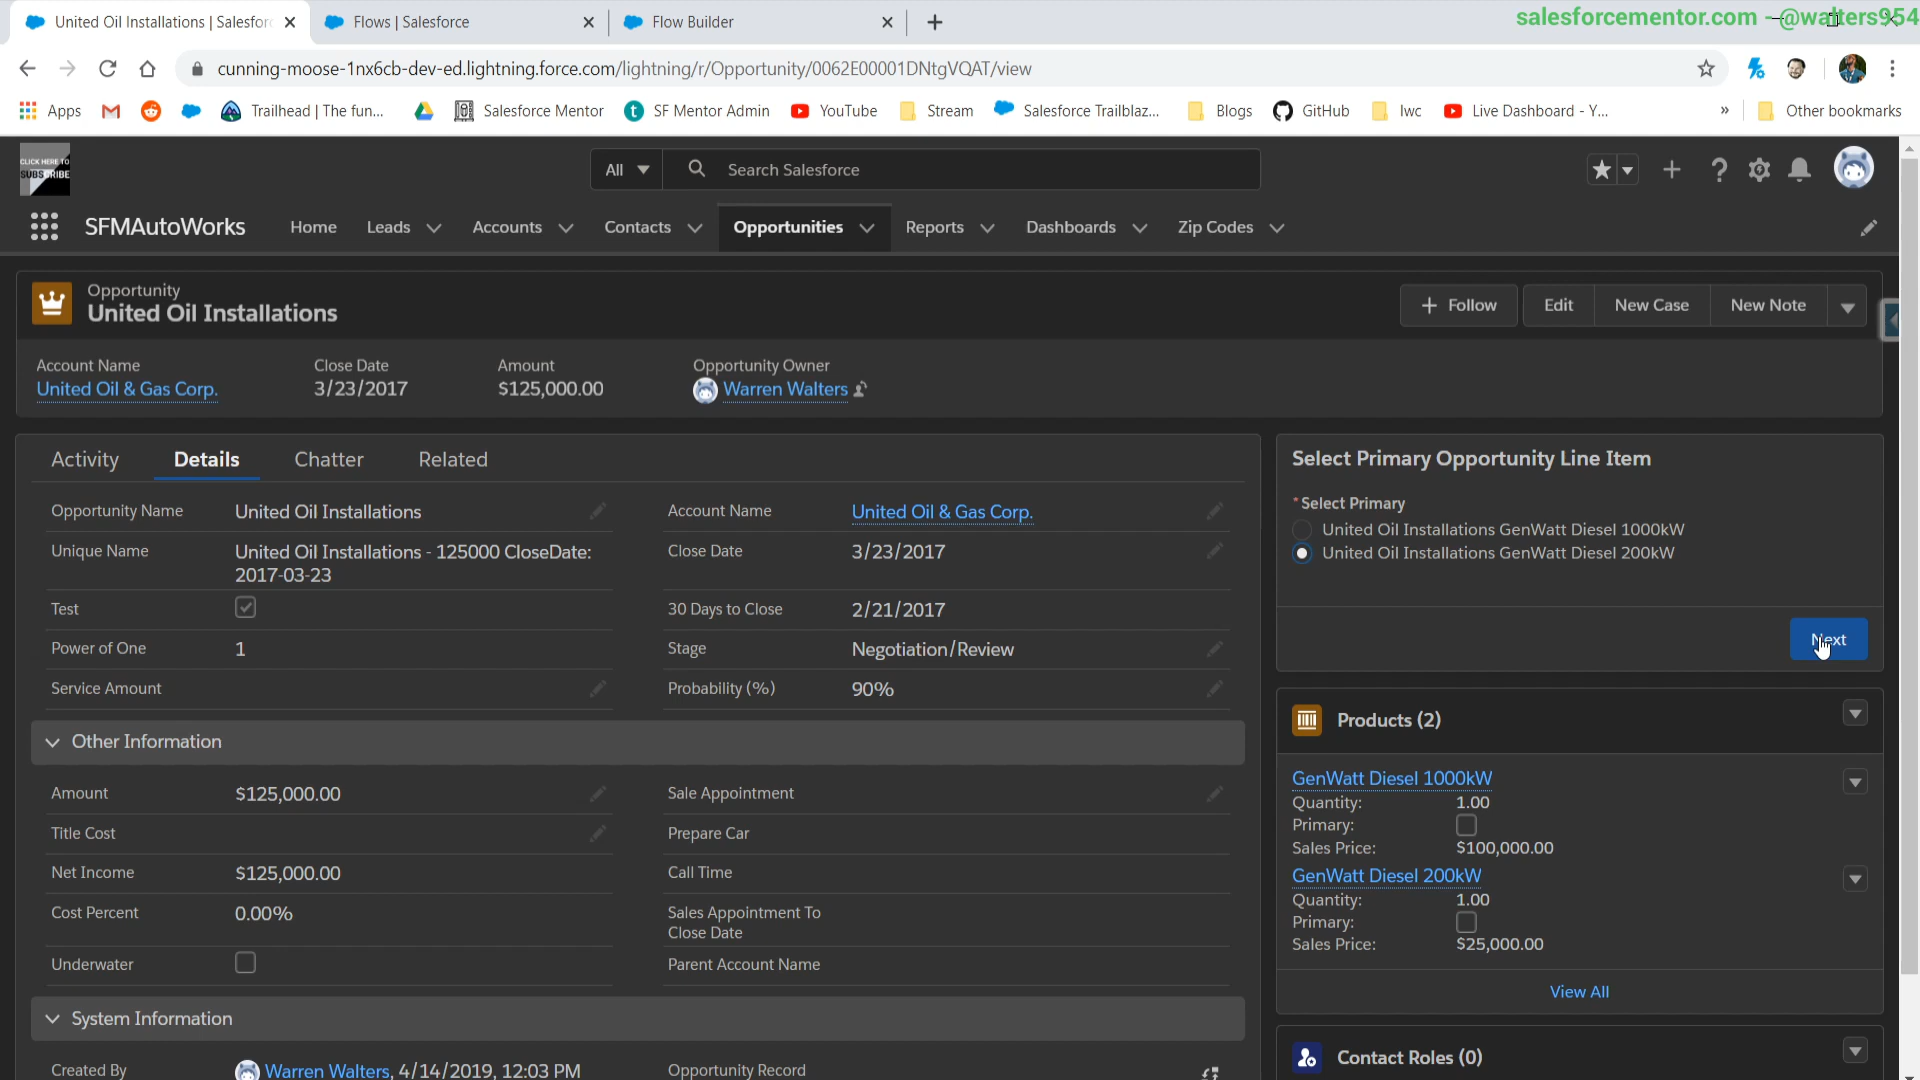 United Oil Installations | Salesforc
Flows | Salesforce
Flow Builder
salesforcementor.com - @walters954
cunning-moose-1nx6cb-dev-ed.lightning.force.com/lightning/r/Opportunity/0062E00001DNtgVQAT/view
Apps
Trailhead | The fun...
Salesforce Mentor
SF Mentor Admin
YouTube
Stream
Salesforce Trailblaz...
Blogs
GitHub
lwc
Live Dashboard - Y...
»
Other bookmarks
CLICK HERE TO
SUBSCRIBE
All
Search Salesforce
SFMAutoWorks
Home
Leads
Accounts
Contacts
Opportunities
Reports
Dashboards
Zip Codes
Opportunity
United Oil Installations
+ Follow
Edit
New Case
New Note
Account Name
United Oil & Gas Corp.
Close Date
3/23/2017
Amount
$125,000.00
Opportunity Owner
Warren Walters
Activity
Details
Chatter
Related
Opportunity Name
United Oil Installations
Account Name
United Oil & Gas Corp.
Unique Name
United Oil Installations - 125000 CloseDate:
2017-03-23
Close Date
3/23/2017
Test
30 Days to Close
2/21/2017
Power of One
1
Stage
Negotiation/Review
Service Amount
Probability (%)
90%
Other Information
Amount
$125,000.00
Sale Appointment
Title Cost
Prepare Car
Net Income
$125,000.00
Call Time
Cost Percent
0.00%
Sales Appointment To
Close Date
Underwater
Parent Account Name
System Information
Created By
Warren Walters, 4/14/2019, 12:03 PM
Opportunity Record
Select Primary Opportunity Line Item
* Select Primary
United Oil Installations GenWatt Diesel 1000kW
United Oil Installations GenWatt Diesel 200kW
Next
Products (2)
GenWatt Diesel 1000kW
Quantity: 1.00
Primary:
Sales Price: $100,000.00
GenWatt Diesel 200kW
Quantity: 1.00
Primary:
Sales Price: $25,000.00
View All
Contact Roles (0)